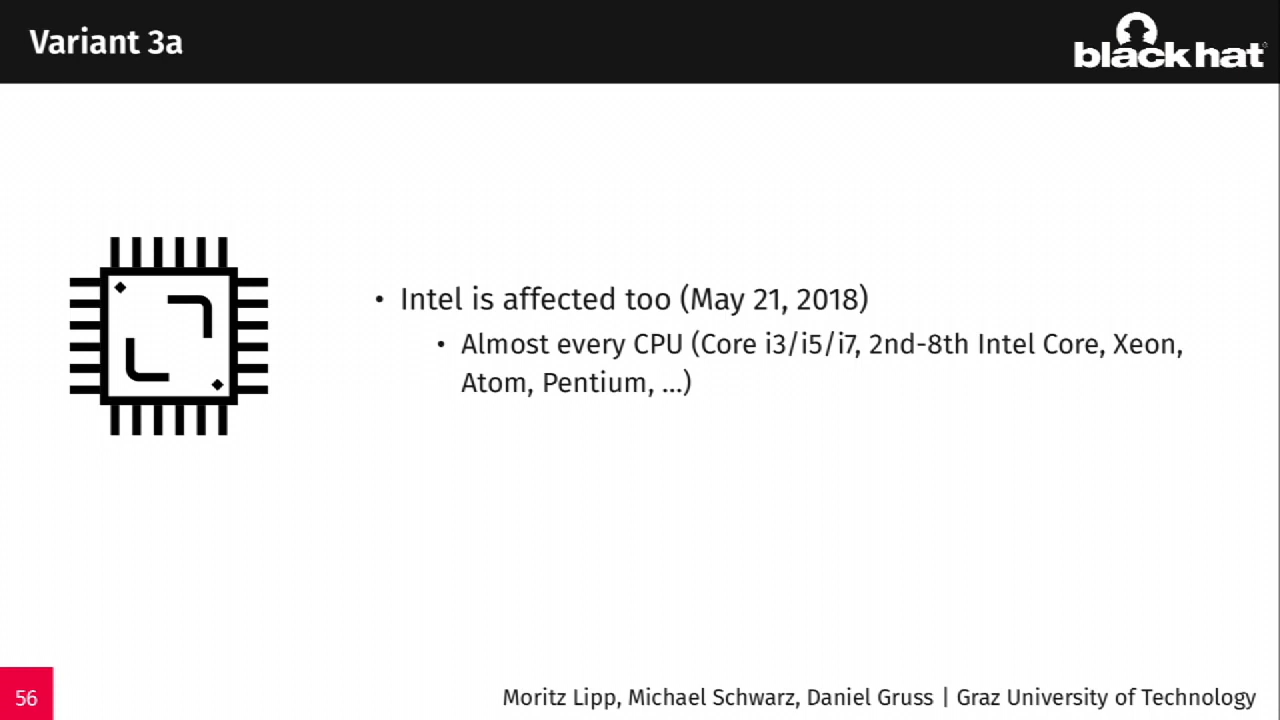 Variant 3a
black hat
• Intel is affected too (May 21, 2018)
• Almost every CPU (Core i3/i5/i7, 2nd-8th Intel Core, Xeon,
Atom, Pentium, ...)
56
Moritz Lipp, Michael Schwarz, Daniel Gruss | Graz University of Technology